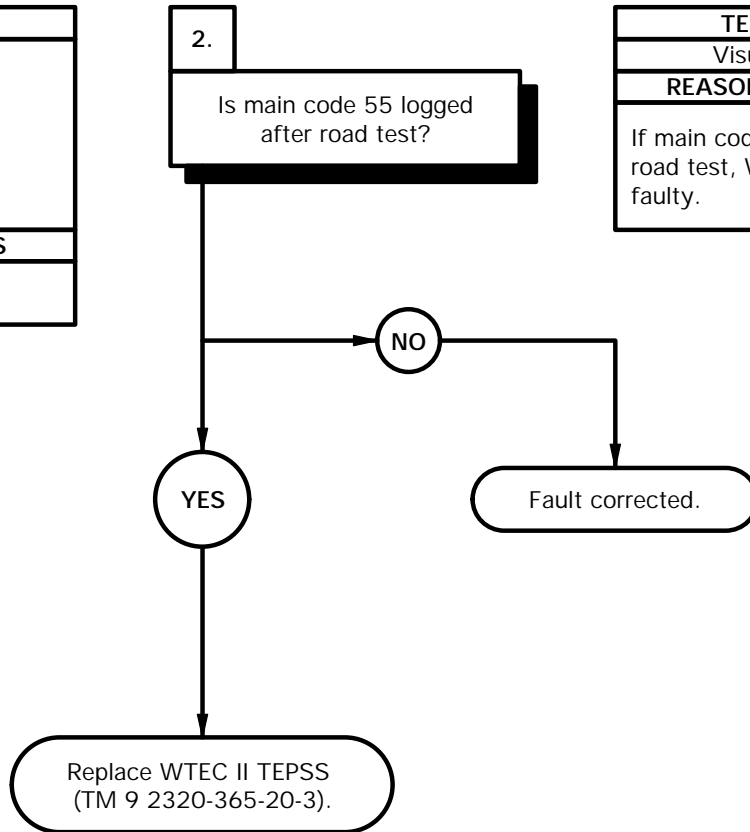 2.
Is main code 55 logged
after road test?
TE
Visu
REASO
If main cod
road test, W
faulty.
S
NO
YES
Fault corrected.
Replace WTEC II TEPSS
(TM 9 2320-365-20-3).